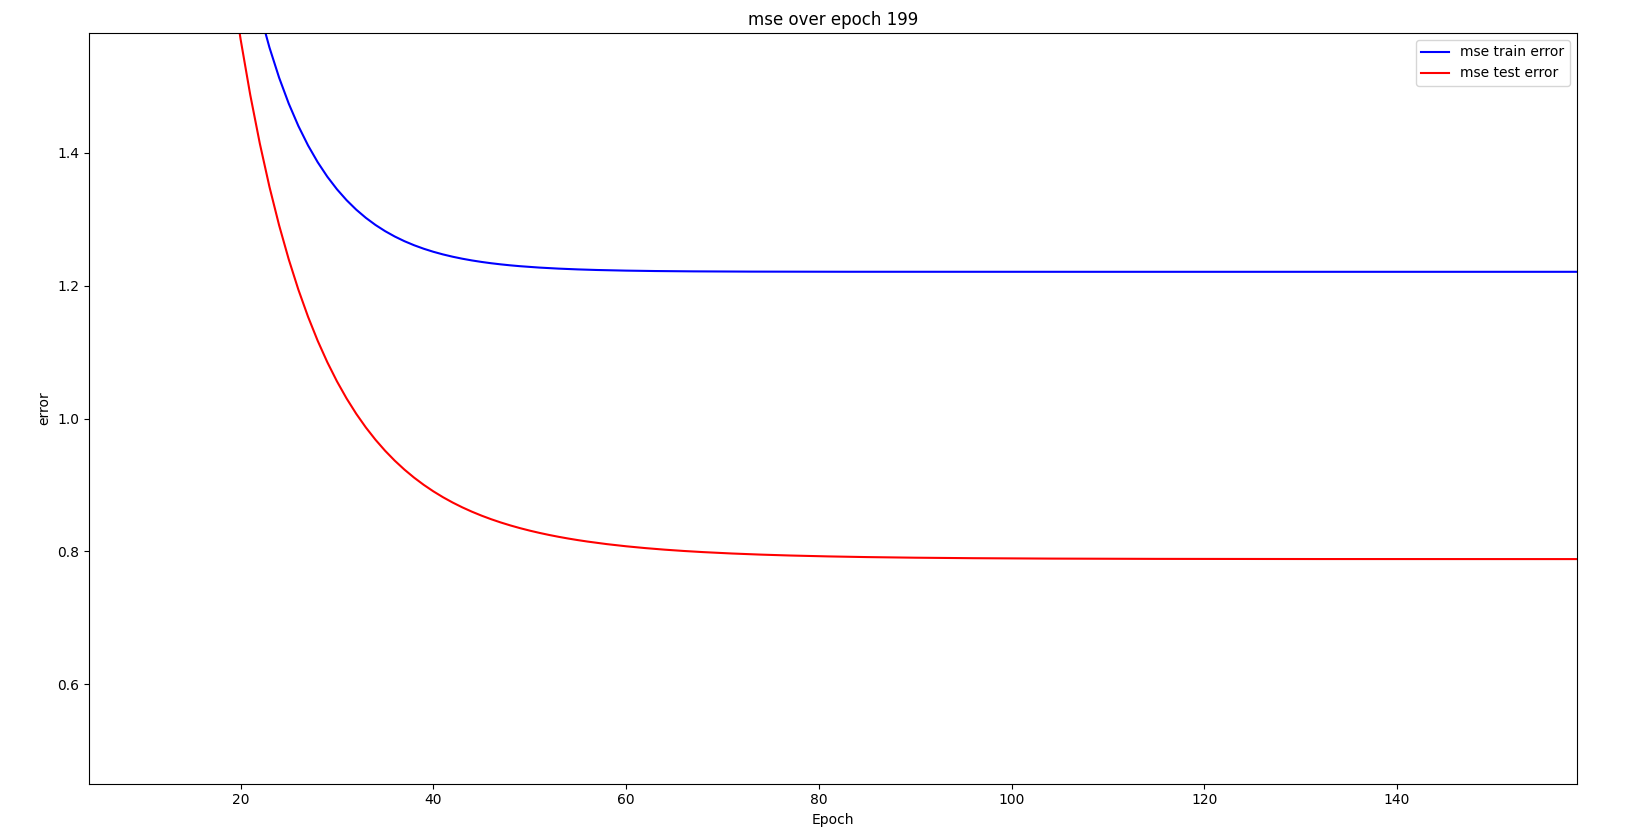 mse over epoch 199
mse train error
mse test error
1.4
1.2
1.0
0.8
0.6
error
20 40 60 80 100 120 140
Epoch